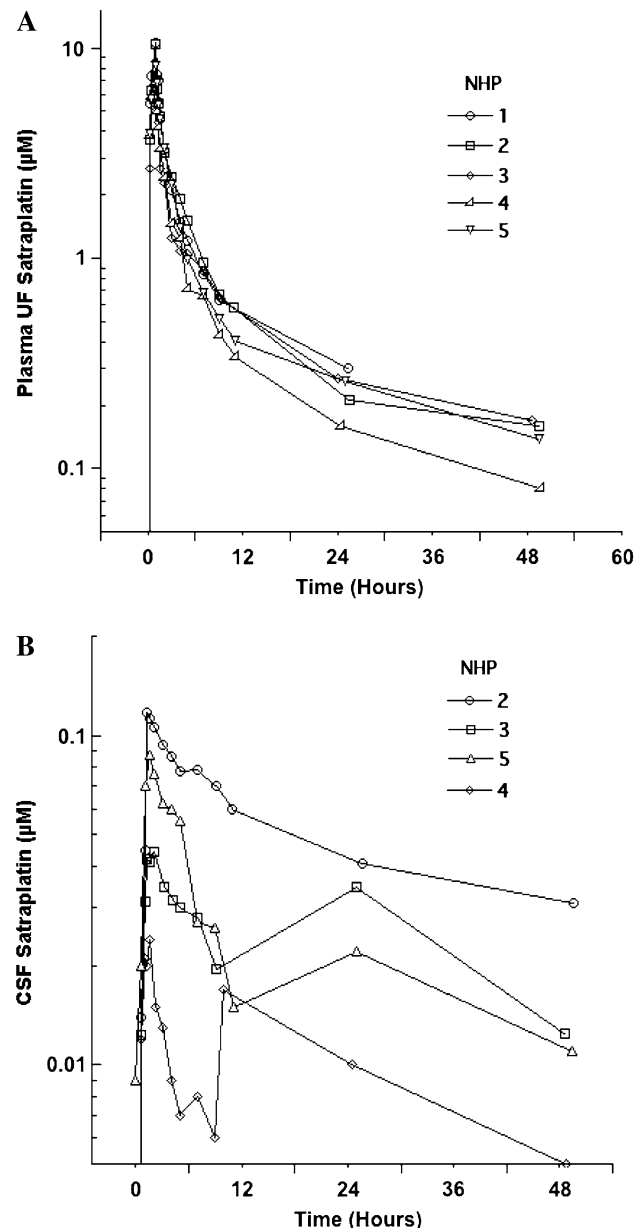 A
Plasma UF Satraplatin (µM)
10
1
0.1
NHP
1
2
3
4
5
0 12 24 36 48 60
Time (Hours)
B
CSF Satraplatin (µM)
0.1
0.01
NHP
2
3
5
4
0 12 24 36 48
Time (Hours)